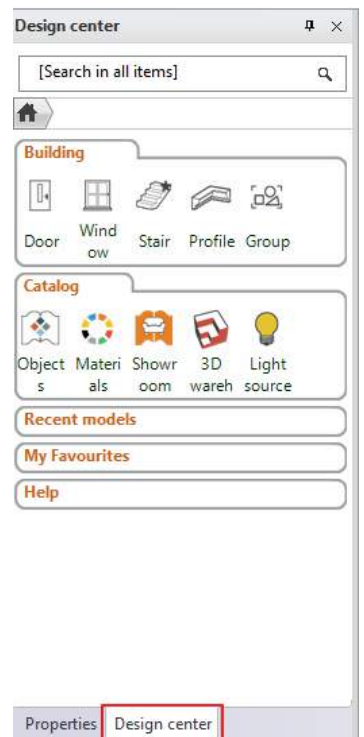 Design center
[Search in all items]
Building
Door Wind Stair Profile Group
ow
Catalog
Object Materi Showr 3D Light
s als oom wareh source
Recent models
My Favourites
Help
Properties Design center